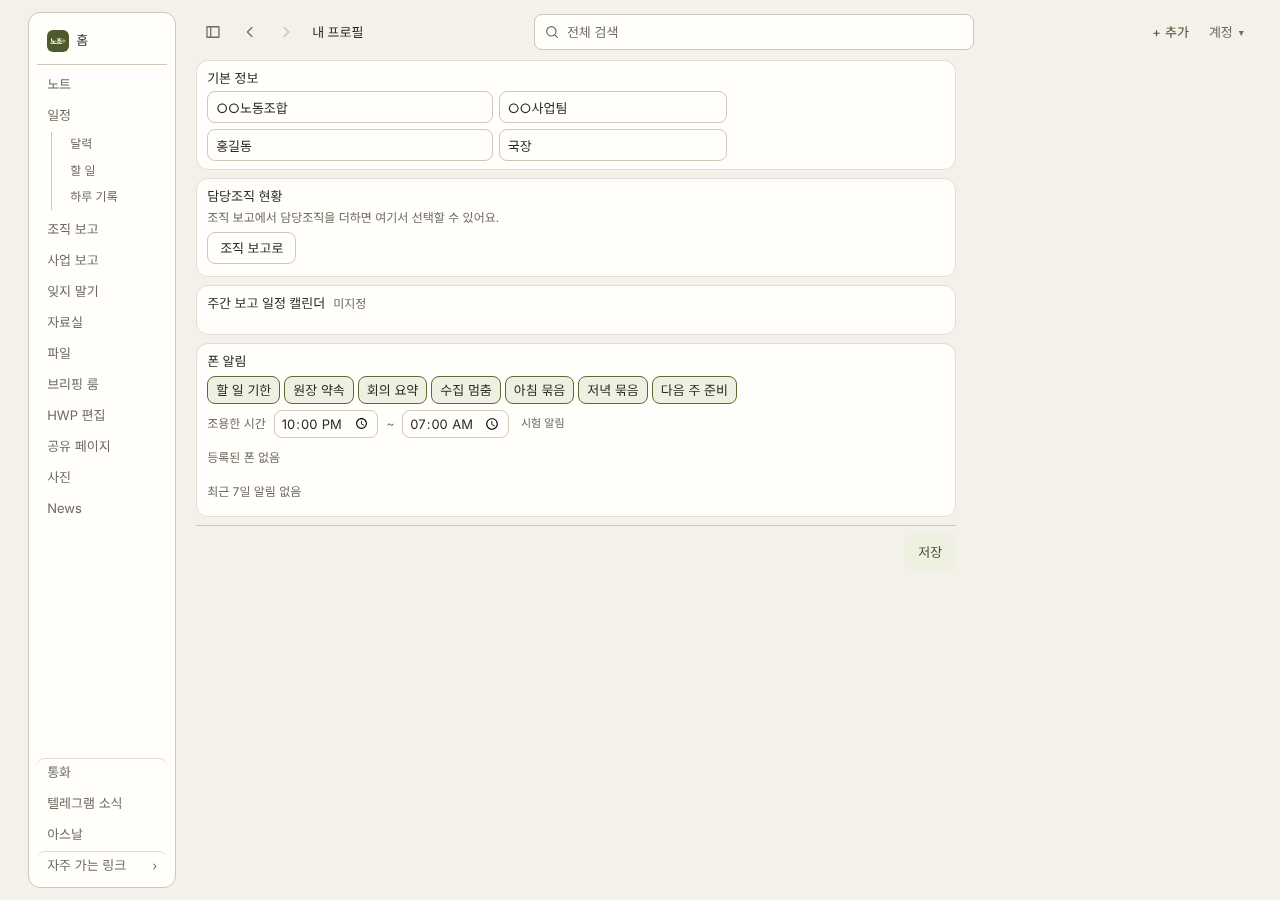 노조+ 홈
내 프로필
전체 검색
+ 추가
계정 ▾
노트
일정
달력
할 일
하루 기록
조직 보고
사업 보고
잊지 말기
자료실
파일
브리핑 룸
HWP 편집
공유 페이지
사진
News
통화
텔레그램 소식
아스날
자주 가는 링크 ›
기본 정보
○○노동조합
○○사업팀
홍길동
국장
담당조직 현황
조직 보고에서 담당조직을 더하면 여기서 선택할 수 있어요.
조직 보고로
주간 보고 일정 캘린더 미지정
폰 알림
할 일 기한 원장 약속 회의 요약 수집 멈춤 아침 묶음 저녁 묶음 다음 주 준비
조용한 시간 10:00 PM ~ 07:00 AM 시험 알림
등록된 폰 없음
최근 7일 알림 없음
저장